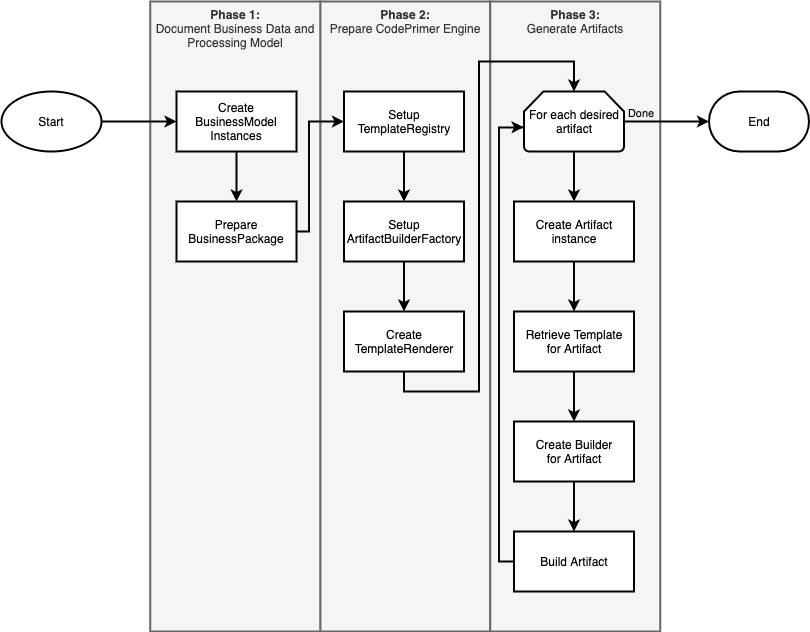 Phase 1:
Document Business Data and
Processing Model
Phase 2:
Prepare CodePrimer Engine
Phase 3:
Generate Artifacts
Start
Create
BusinessModel
Instances
Prepare
BusinessPackage
Setup
TemplateRegistry
Setup
ArtifactBuilderFactory
Create
TemplateRenderer
For each desired
artifact
Done
End
Create Artifact
instance
Retrieve Template
for Artifact
Create Builder
for Artifact
Build Artifact